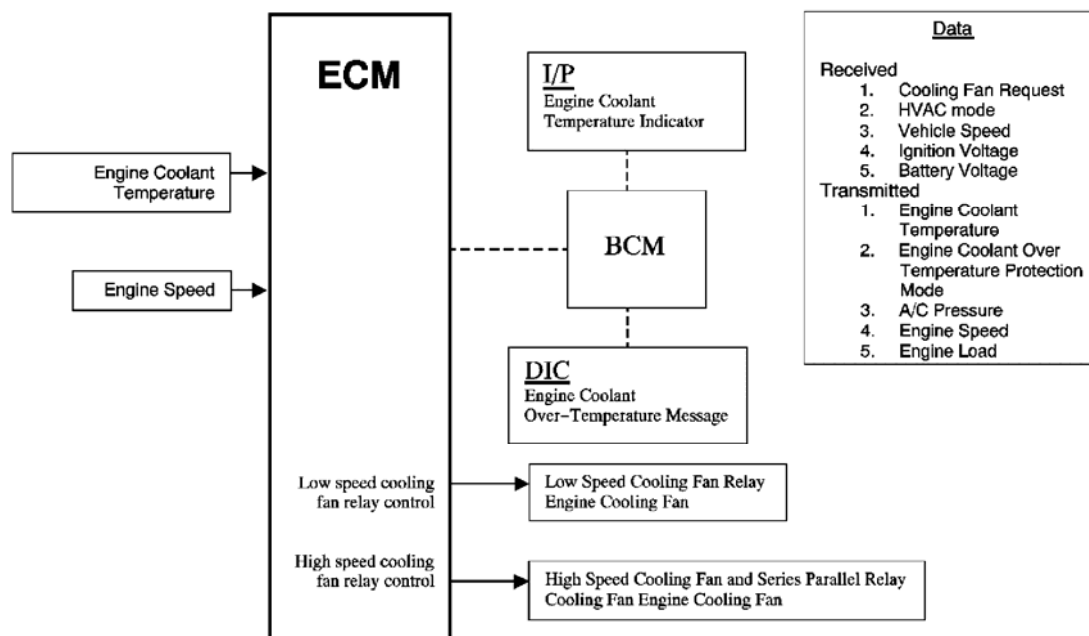 ECM
Engine Coolant
Temperature
Engine Speed
I/P
Engine Coolant
Temperature Indicator
BCM
DIC
Engine Coolant
Over-Temperature Message
Low speed cooling
fan relay control
Low Speed Cooling Fan Relay
Engine Cooling Fan
High speed cooling
fan relay control
High Speed Cooling Fan and Series Parallel Relay
Cooling Fan Engine Cooling Fan
Data
Received
1. Cooling Fan Request
2. HVAC mode
3. Vehicle Speed
4. Ignition Voltage
5. Battery Voltage
Transmitted
1. Engine Coolant
Temperature
2. Engine Coolant Over
Temperature Protection
Mode
3. A/C Pressure
4. Engine Speed
5. Engine Load